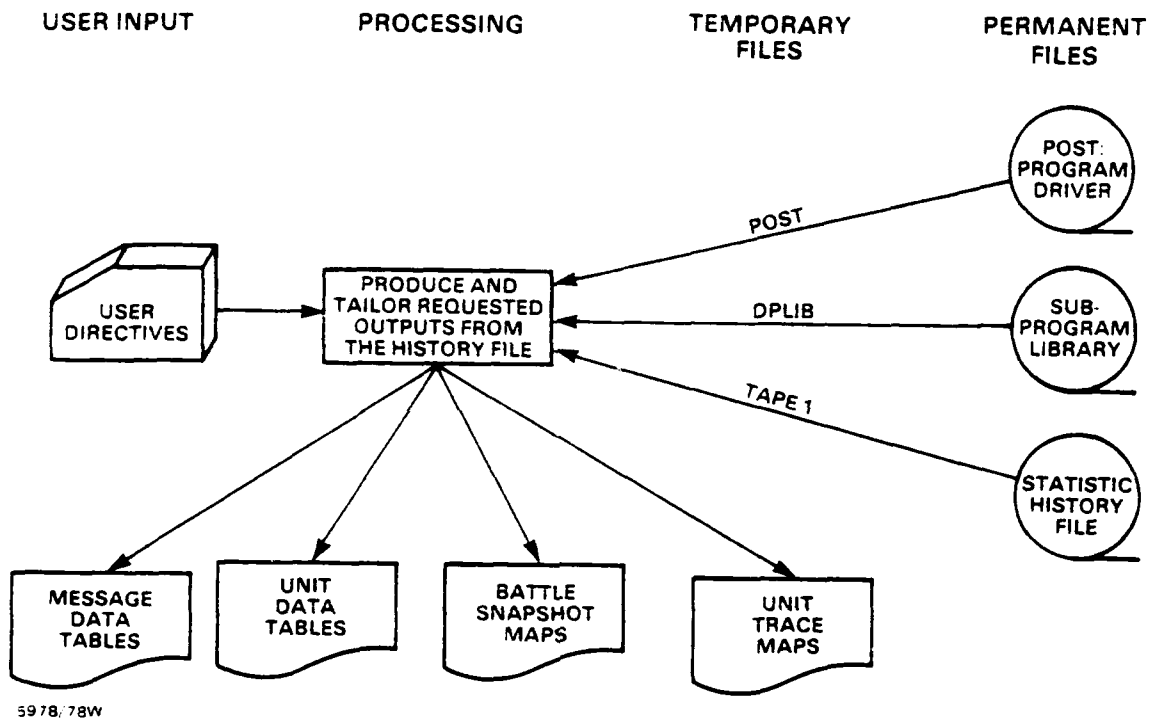 USER INPUT
PROCESSING
TEMPORARY
FILES
PERMANENT
FILES
POST:
PROGRAM
DRIVER
POST
USER
DIRECTIVES
PRODUCE AND
TAILOR REQUESTED
OUTPUTS FROM
THE HISTORY FILE
DPLIB
SUB-
PROGRAM
LIBRARY
TAPE 1
STATISTIC
HISTORY
FILE
MESSAGE
DATA
TABLES
UNIT
DATA
TABLES
BATTLE
SNAPSHOT
MAPS
UNIT
TRACE
MAPS
5978/78W